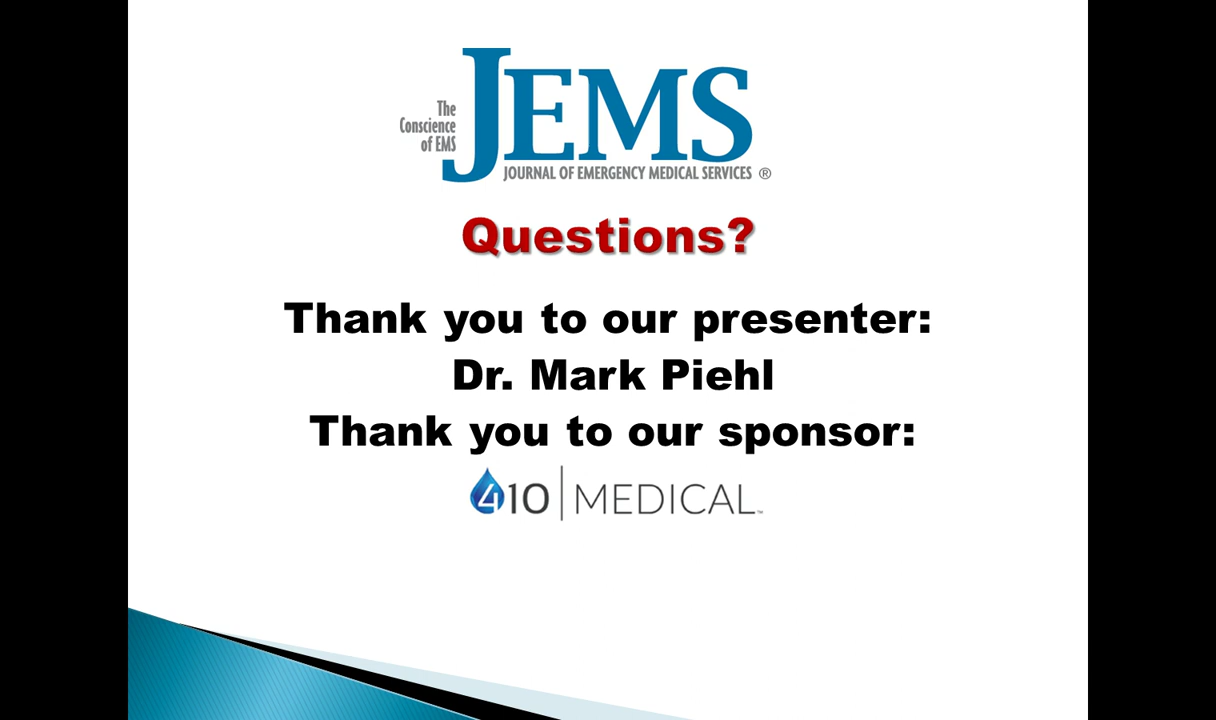 The
Conscience
of EMS
JEMS
JOURNAL OF EMERGENCY MEDICAL SERVICES ®
Questions?
Thank you to our presenter:
Dr. Mark Piehl
Thank you to our sponsor:
410 | MEDICAL™